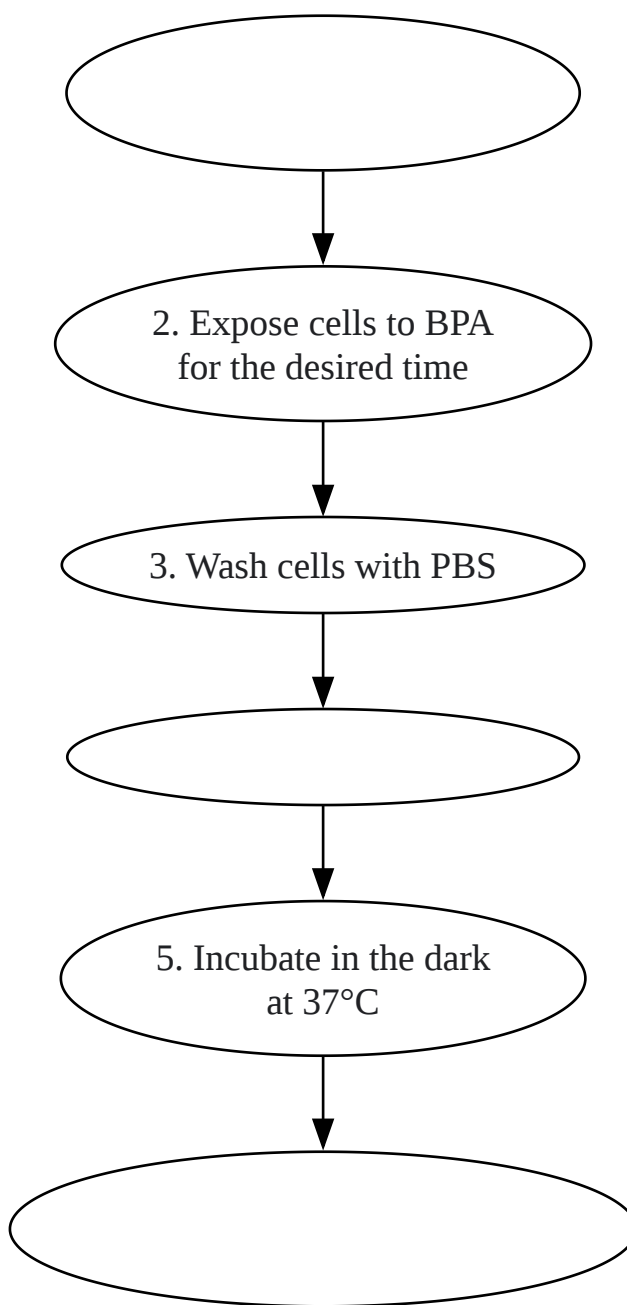 2. Expose cells to BPA
for the desired time
3. Wash cells with PBS
5. Incubate in the dark
at 37°C